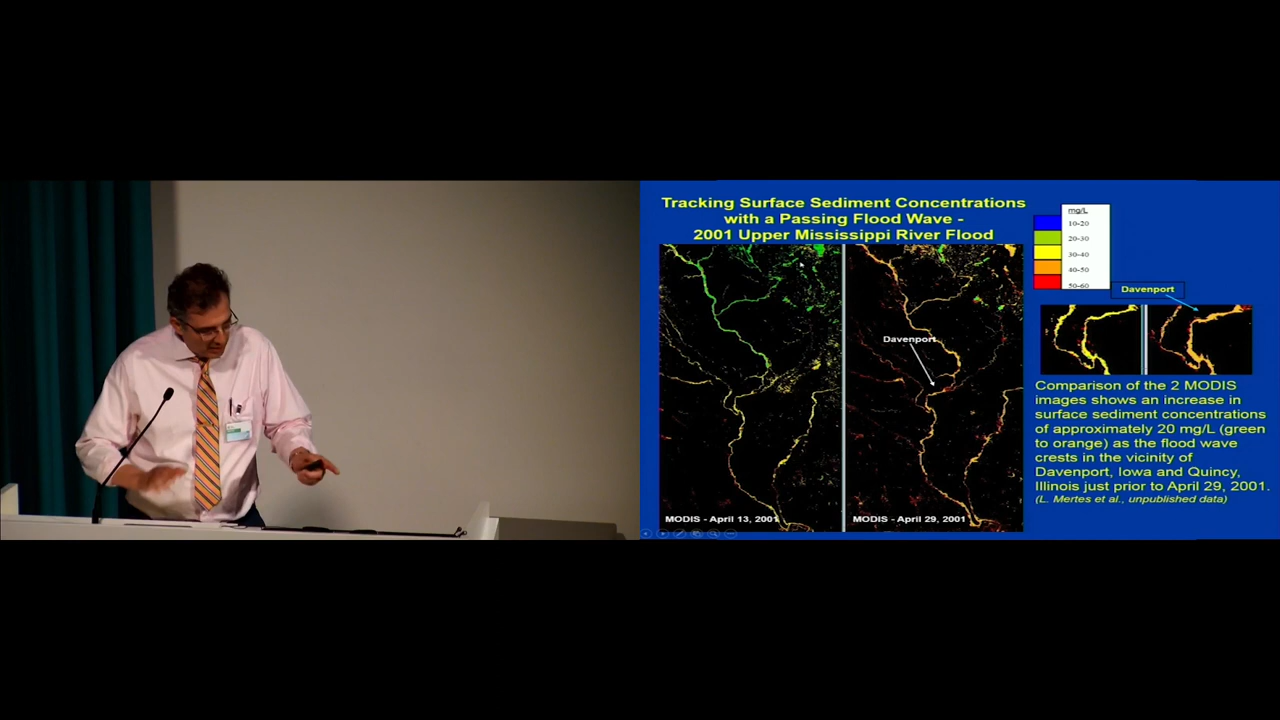 Tracking Surface Sediment Concentrations
with a Passing Flood Wave -
2001 Upper Mississippi River Flood
mg/L
10-20
20-30
30-40
40-50
50-60
Davenport
Davenport
MODIS - April 13, 2001
MODIS - April 29, 2001
Comparison of the 2 MODIS
images shows an increase in
surface sediment concentrations
of approximately 20 mg/L (green
to orange) as the flood wave
crests in the vicinity of
Davenport, Iowa and Quincy,
Illinois just prior to April 29, 2001.
(L. Mertes et al., unpublished data)